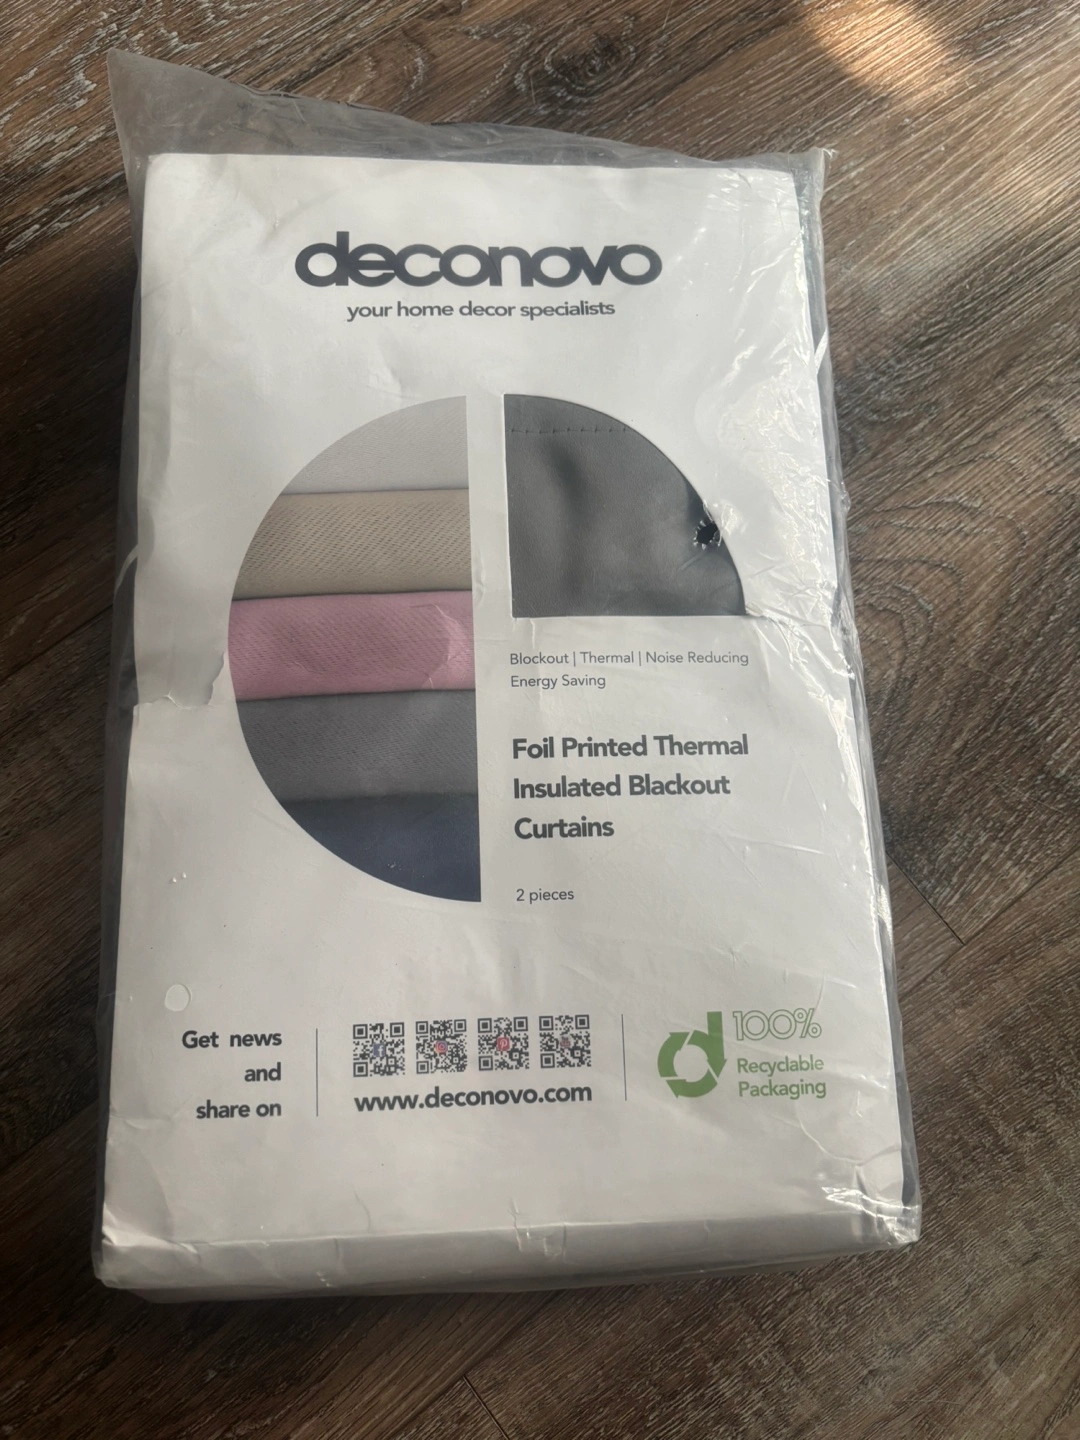 deconovo
your home decor specialists
Blockout | Thermal | Noise Reducing
Energy Saving
Foil Printed Thermal
Insulated Blackout
Curtains
2 pieces
Get news
and
share on
www.deconovo.com
100%
Recyclable
Packaging